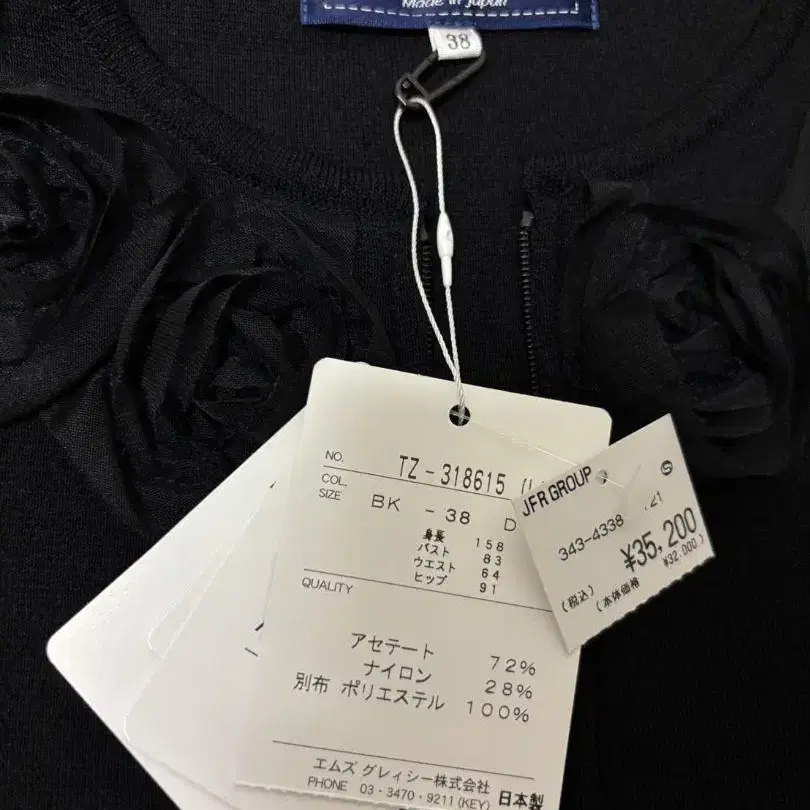 Made in Japan
38
NO. TZ-318615
COL.
SIZE
BK -38 D
身長 158
バスト 83
ウエスト 64
ヒップ 91
QUALITY
アセテート 72%
ナイロン 28%
別布 ポリエステル 100%
エムズ グレィシー株式会社
PHONE 03・3470・9211(KEY) 日本製
JFR GROUP
S
343-4338
21
¥35,200
(税込)
(本体価格 ¥32,000)